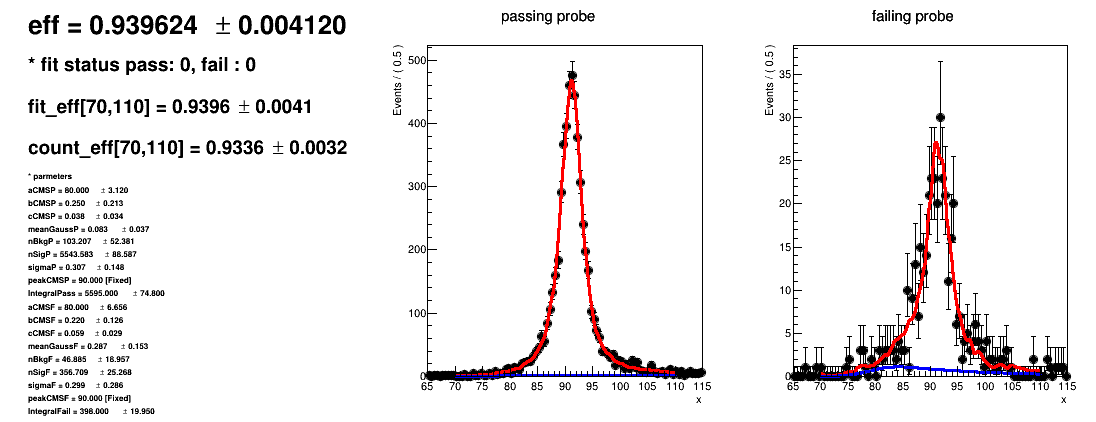 eff = 0.939624 ± 0.004120
* fit status pass: 0, fail : 0
fit_eff[70,110] = 0.9396 ± 0.0041
count_eff[70,110] = 0.9336 ± 0.0032
* parmeters
aCMSP = 80.000 ± 3.120
bCMSP = 0.250 ± 0.213
cCMSP = 0.038 ± 0.034
meanGaussP = 0.083 ± 0.037
nBkgP = 103.207 ± 52.381
nSigP = 5543.583 ± 88.587
sigmaP = 0.307 ± 0.148
peakCMSP = 90.000 [Fixed]
IntegralPass = 5595.000 ± 74.800
aCMSF = 80.000 ± 6.656
bCMSF = 0.220 ± 0.126
cCMSF = 0.059 ± 0.029
meanGaussF = 0.287 ± 0.153
nBkgF = 46.885 ± 18.957
nSigF = 356.709 ± 25.268
sigmaF = 0.299 ± 0.286
peakCMSF = 90.000 [Fixed]
IntegralFail = 398.000 ± 19.950
passing probe
Events / ( 0.5 )
500
400
300
200
100
0
65 70 75 80 85 90 95 100 105 110 115
x
failing probe
Events / ( 0.5 )
35
30
25
20
15
10
5
0
65 70 75 80 85 90 95 100 105 110 115
x